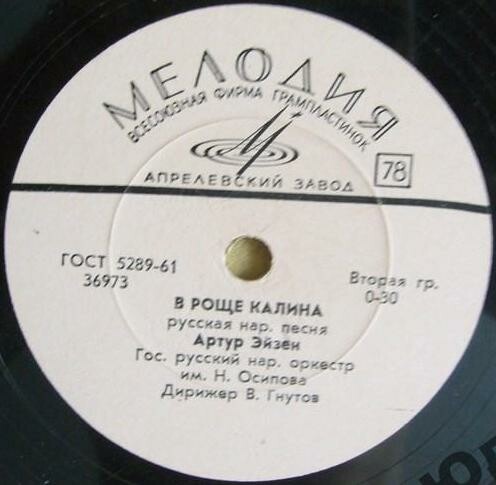 МЕЛОДИЯ
ВСЕСОЮЗНАЯ ФИРМА ГРАМПЛАСТИНОК
М
АПРЕЛЕВСКИЙ ЗАВОД
78
ГОСТ 5289-61
36973
Вторая гр.
0-30
В РОЩЕ КАЛИНА
русская нар. песня
Артур Эйзен
Гос. русский нар. оркестр
им. Н. Осипова
Дирижер В. Гнутов